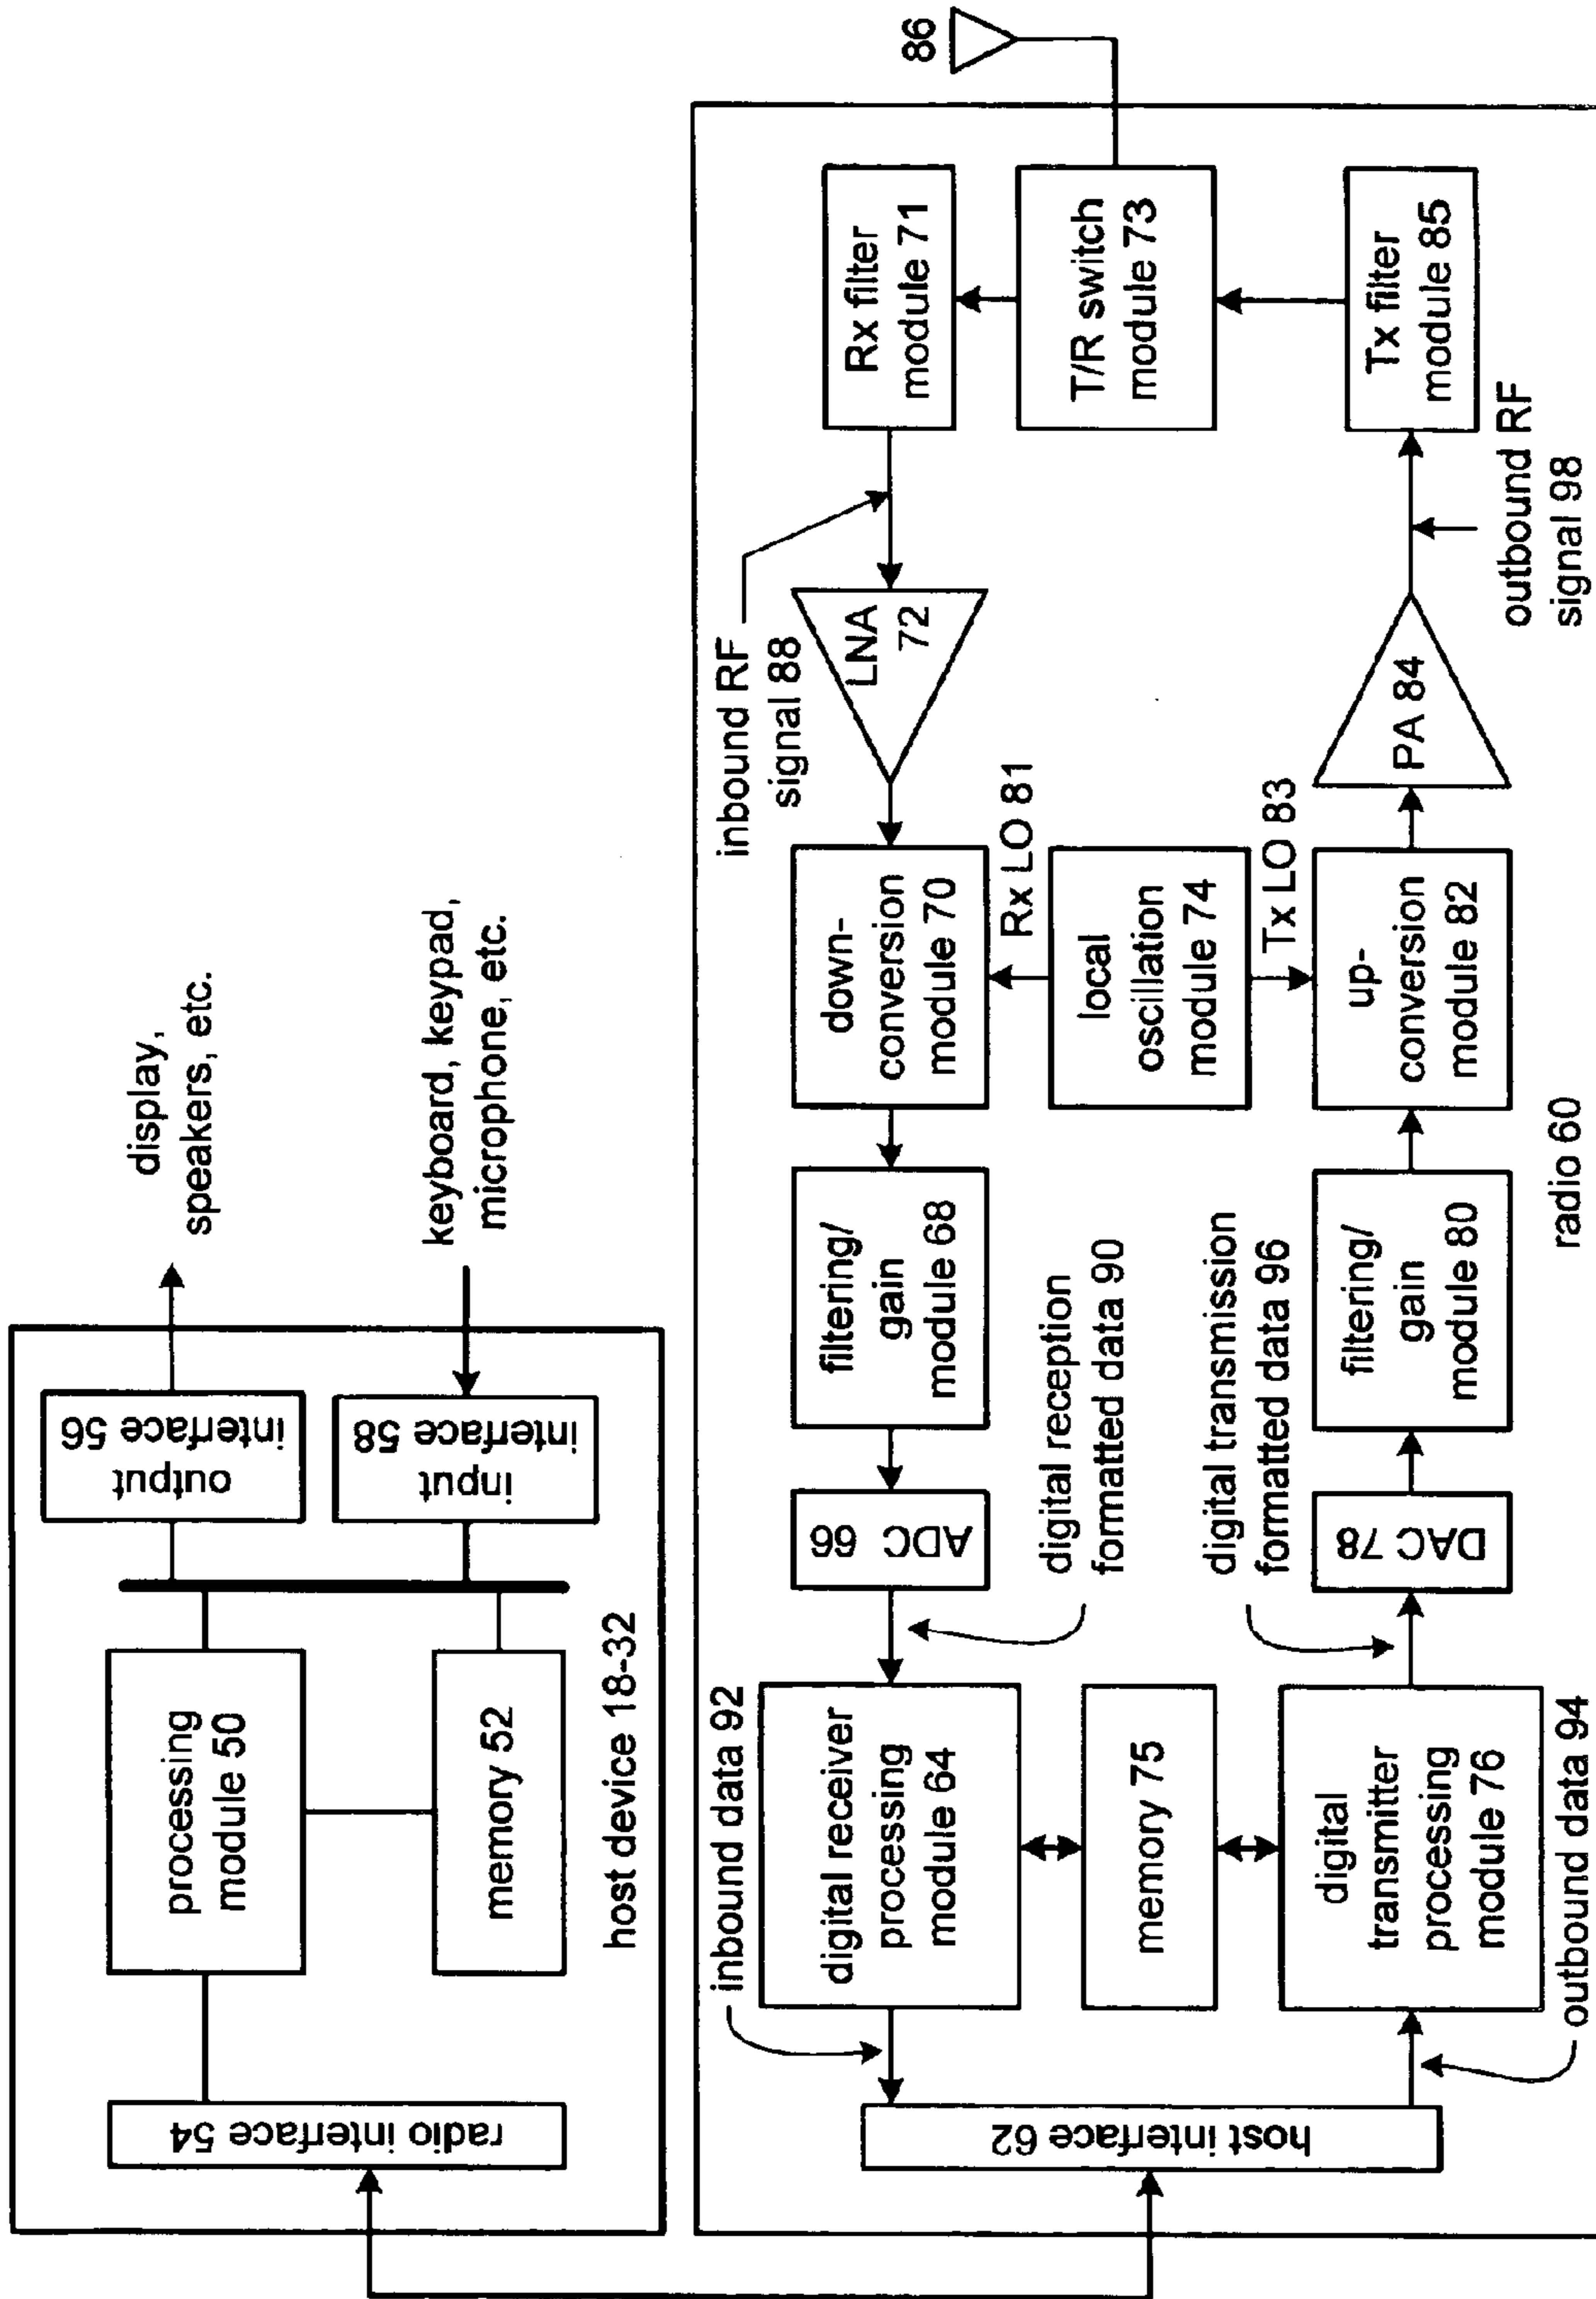 display,
speakers, etc.
keyboard, keypad,
microphone, etc.
output
interface 56
input
interface 58
processing
module 50
memory 52
radio interface 54
host device 18-32
86
Rx filter
module 71
T/R switch
module 73
Tx filter
module 85
inbound RF
signal 88
LNA
72
outbound RF
signal 98
PA 84
down-
conversion
module 70
Rx LO 81
local
oscillation
module 74
Tx LO 83
up-
conversion
module 82
filtering/
gain
module 68
filtering/
gain
module 80
radio 60
ADC 66
digital reception
formatted data 90
digital transmission
formatted data 96
DAC 78
inbound data 92
digital receiver
processing
module 64
memory 75
digital
transmitter
processing
module 76
outbound data 94
host interface 62